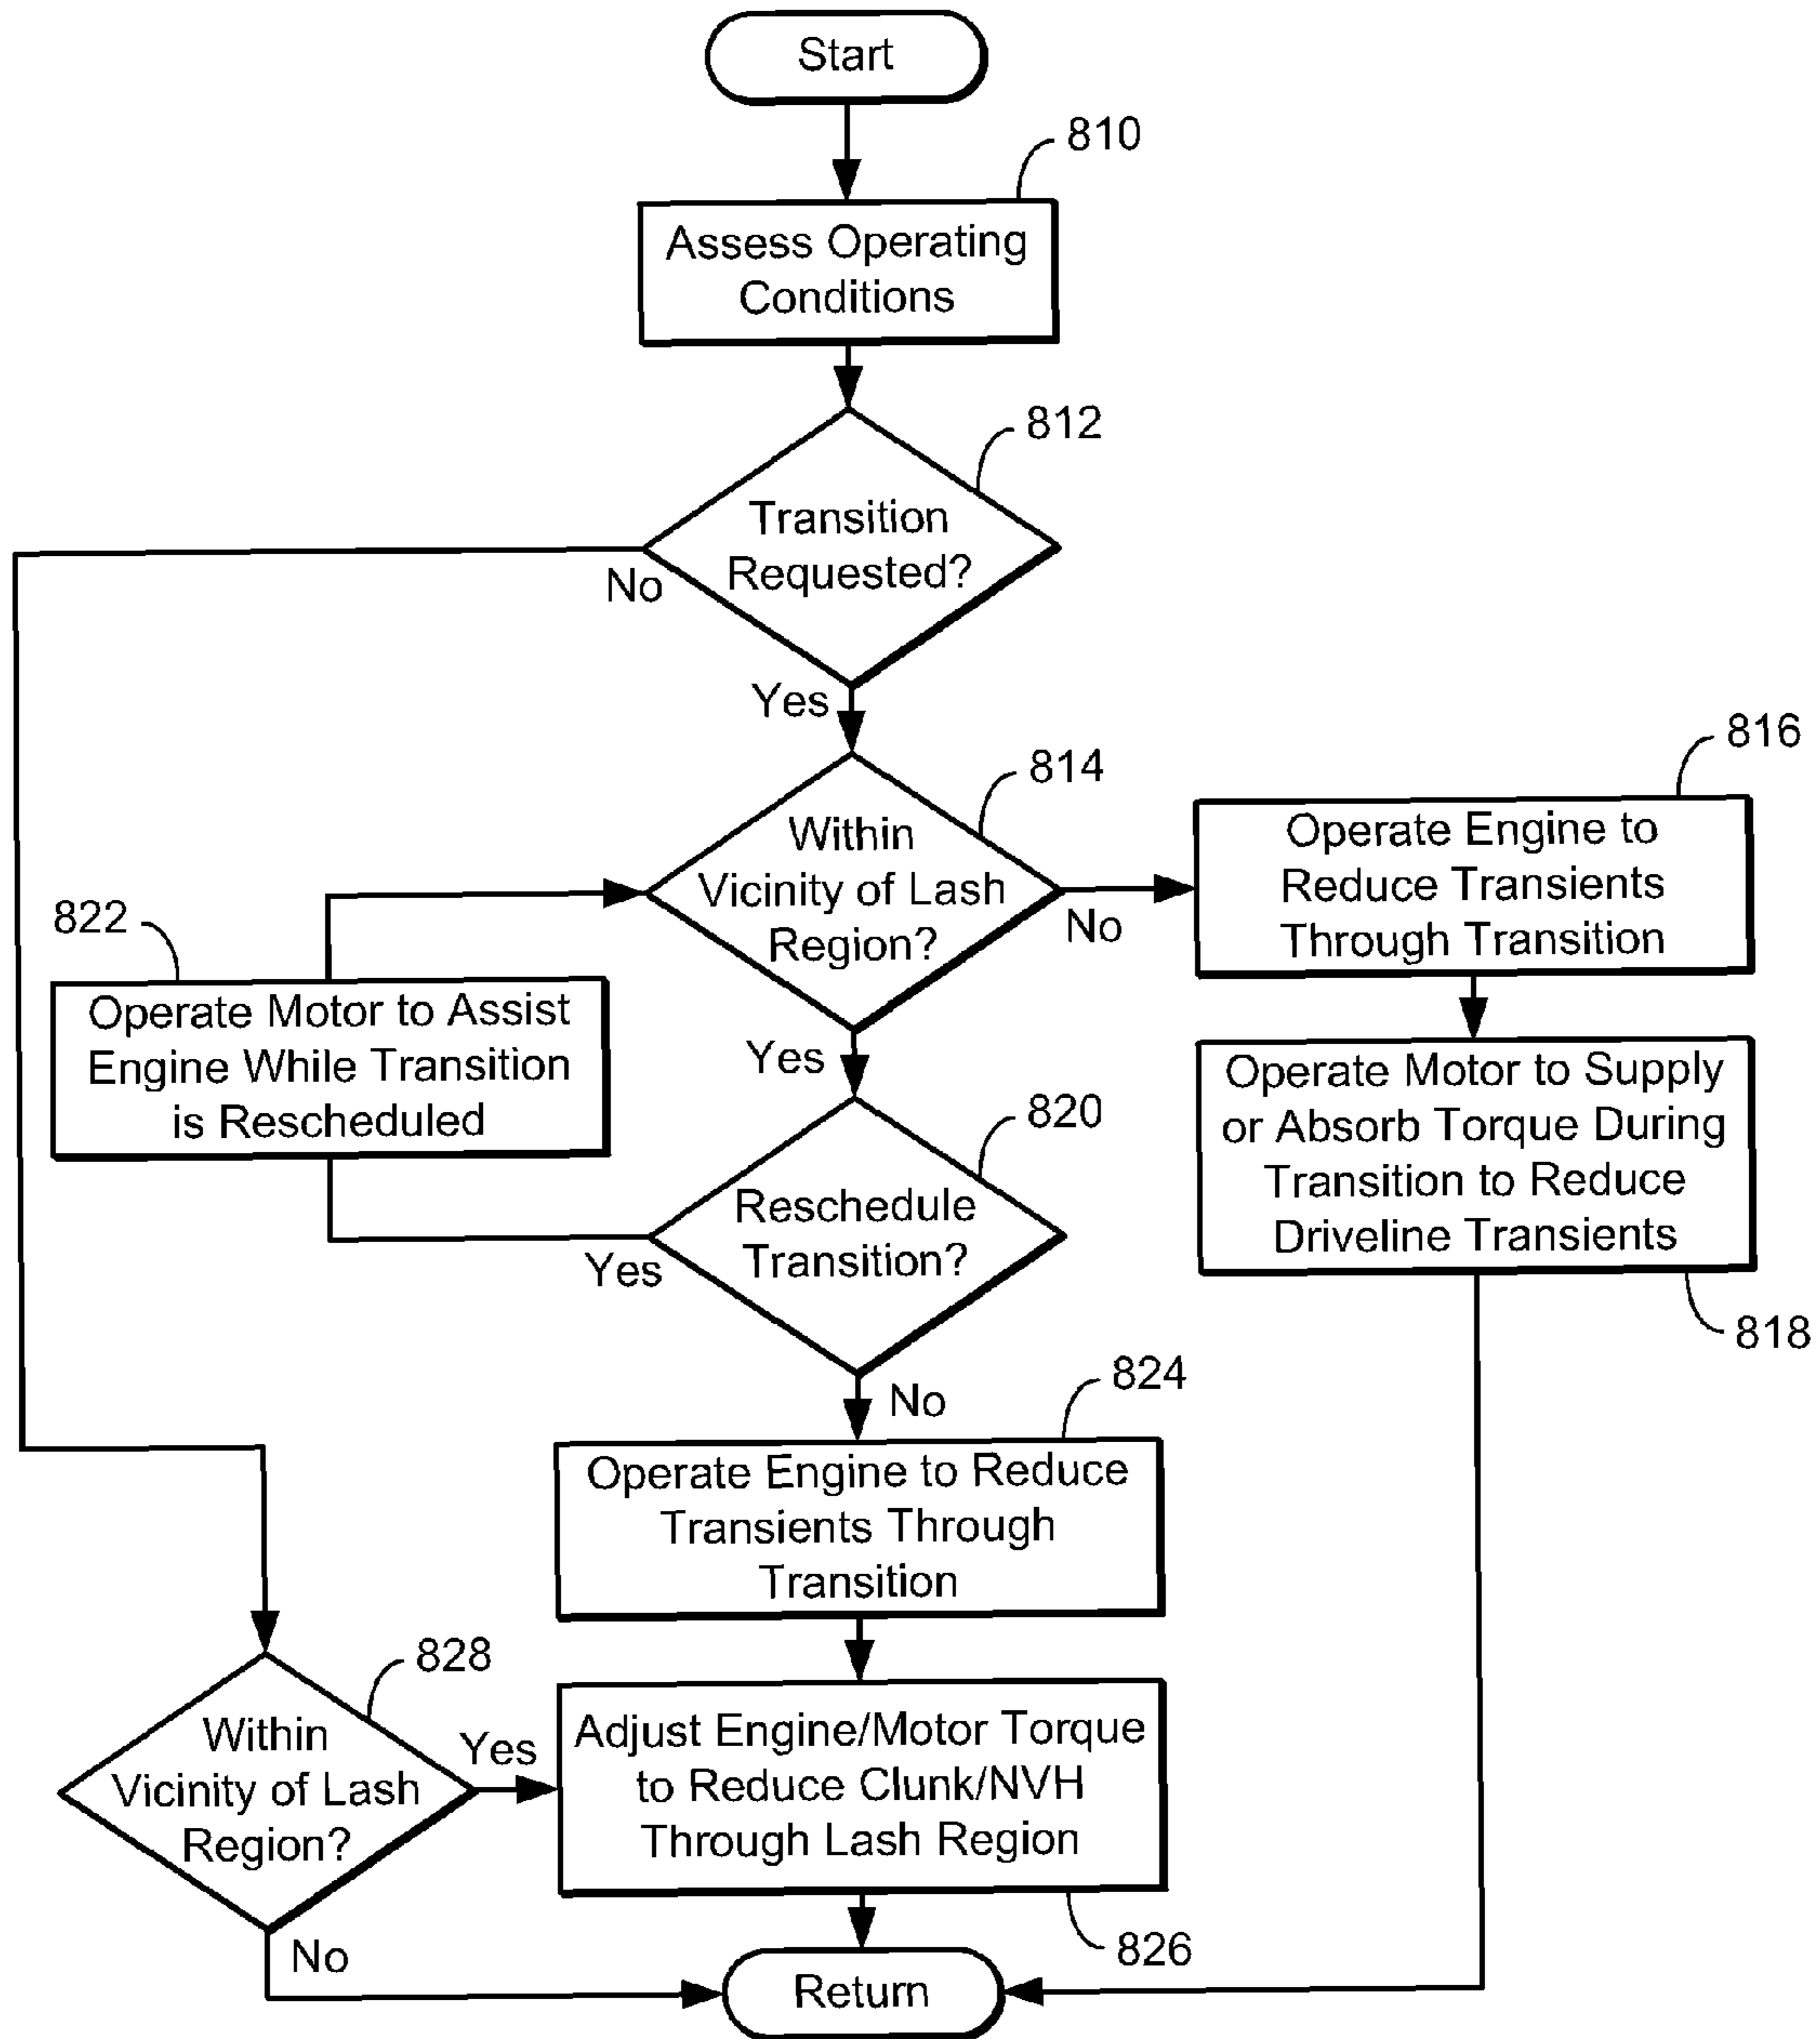 Start
810
Assess Operating
Conditions
812
Transition
Requested?
No
Yes
814
Within
Vicinity of Lash
Region?
No
Yes
816
Operate Engine to
Reduce Transients
Through Transition
822
Operate Motor to Assist
Engine While Transition
is Rescheduled
Operate Motor to Supply
or Absorb Torque During
Transition to Reduce
Driveline Transients
818
820
Reschedule
Transition?
Yes
No
824
Operate Engine to Reduce
Transients Through
Transition
828
Within
Vicinity of Lash
Region?
Yes
No
Adjust Engine/Motor Torque
to Reduce Clunk/NVH
Through Lash Region
826
Return